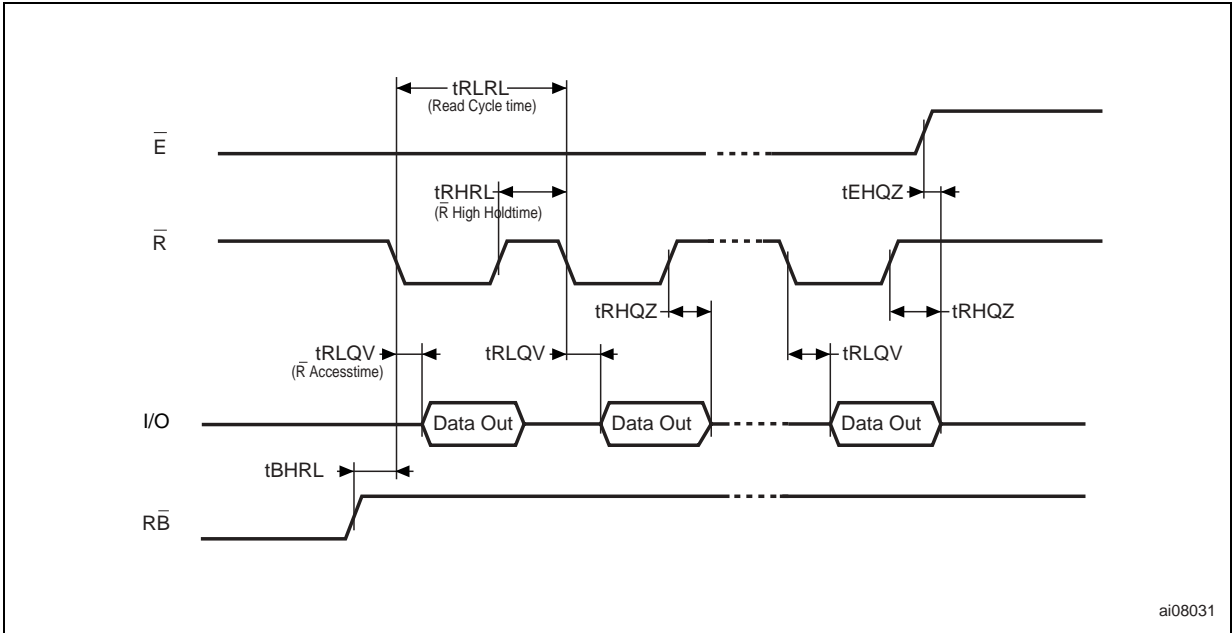 tRLRL
(Read Cycle time)
E̅
tRHRL
(R̅ High Holdtime)
tEHQZ
R̅
tRHQZ
tRHQZ
tRLQV
(R̅ Accesstime)
tRLQV
tRLQV
I/O
Data Out
Data Out
Data Out
tBHRL
RB̅
ai08031